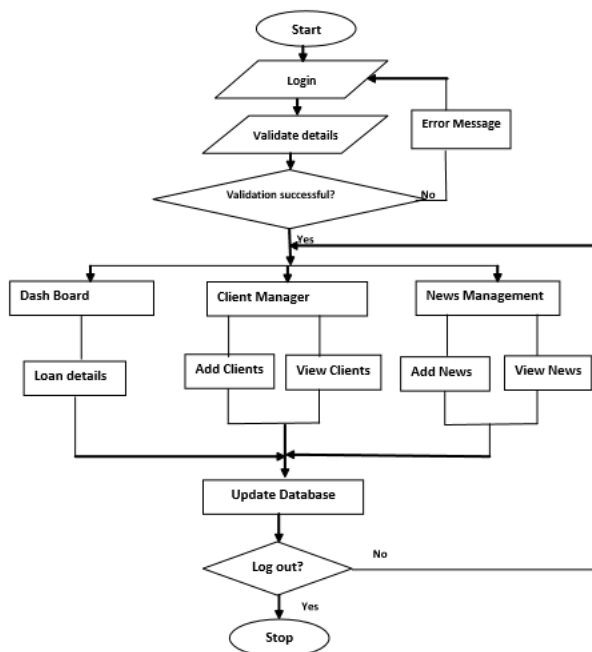 Start
Login
Validate details
Error Message
Validation successful?
No
Yes
Dash Board
Client Manager
News Management
Loan details
Add Clients
View Clients
Add News
View News
Update Database
Log out?
No
Yes
Stop